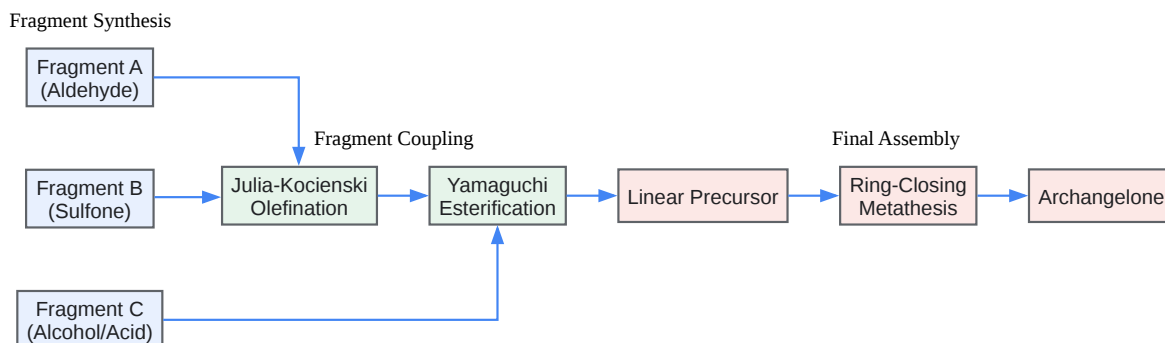 Fragment Synthesis
Fragment A
(Aldehyde)
Fragment Coupling
Final Assembly
Fragment B
(Sulfone)
Julia-Kocienski
Olefination
Yamaguchi
Esterification
Linear Precursor
Ring-Closing
Metathesis
Archangelone
Fragment C
(Alcohol/Acid)